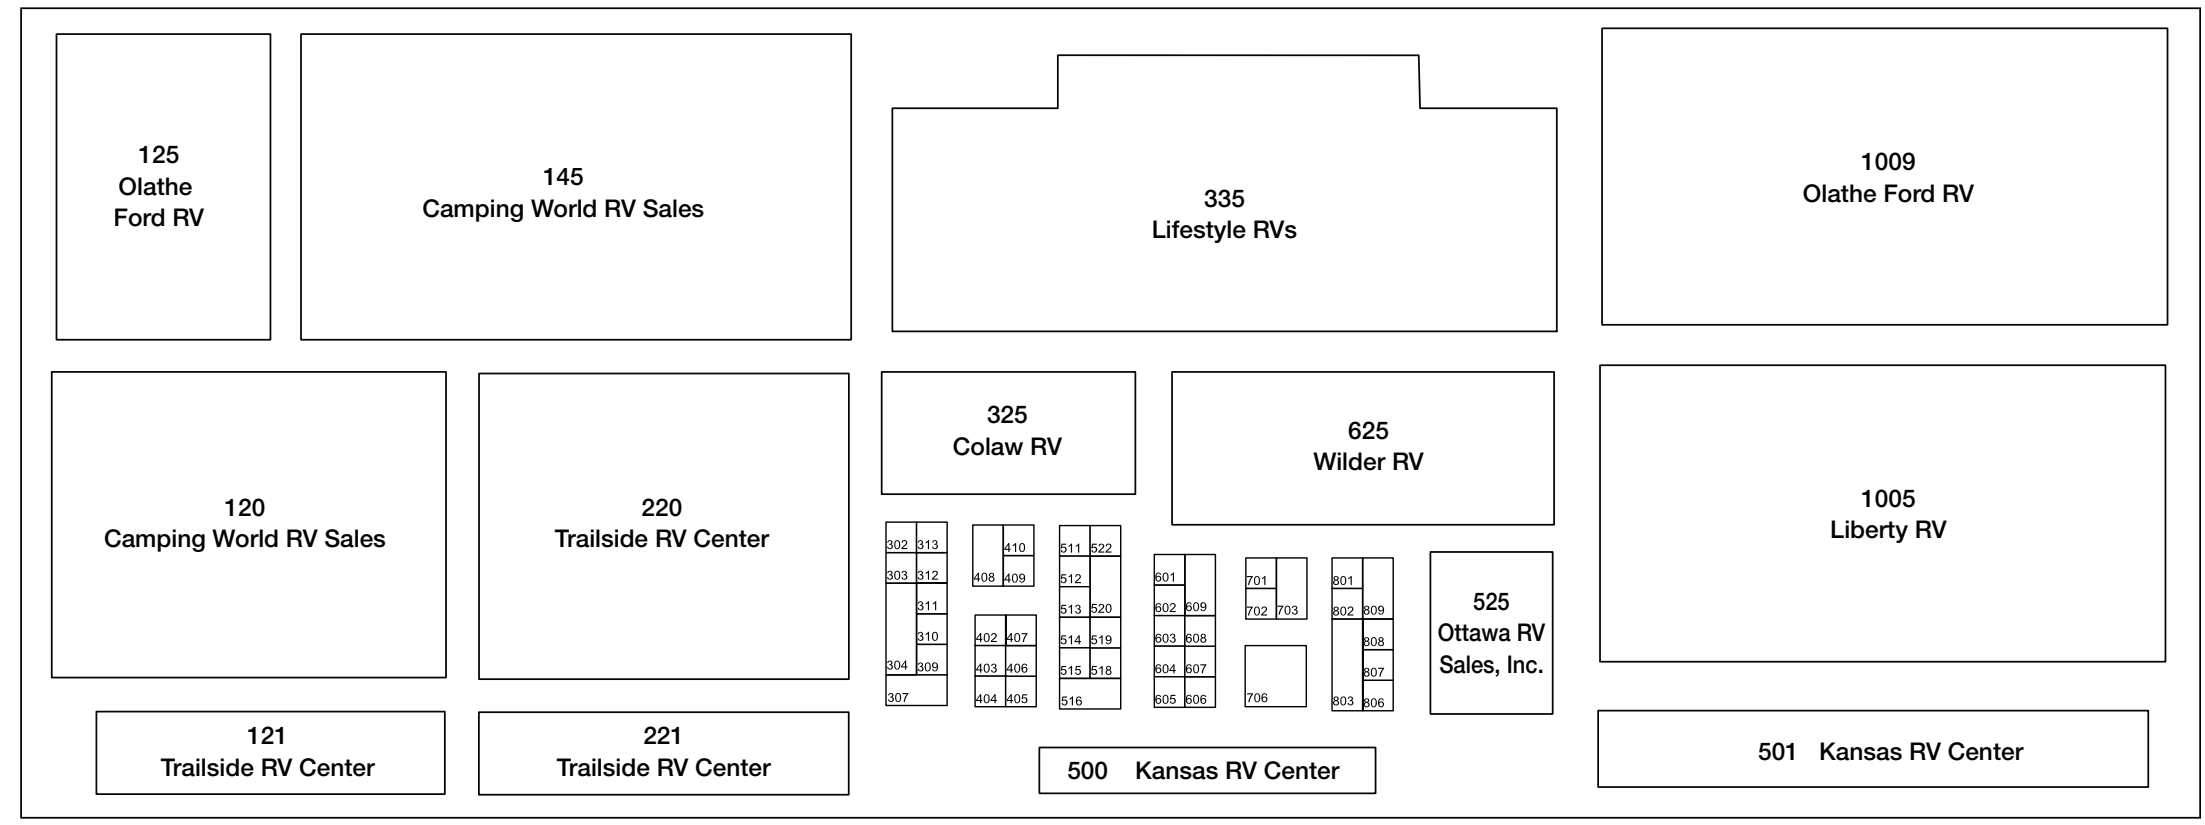 125
Olathe
Ford RV
145
Camping World RV Sales
335
Lifestyle RVs
1009
Olathe Ford RV
120
Camping World RV Sales
220
Trailside RV Center
325
Colaw RV
625
Wilder RV
1005
Liberty RV
302 313
303 312
311
310
304 309
307
410
408 409
402 407
403 406
404 405
511 522
512
513 520
514 519
515 518
516
601
602 609
603 608
604 607
605 606
701
702 703
706
801
802 809
808
807
803 806
525
Ottawa RV
Sales, Inc.
121
Trailside RV Center
221
Trailside RV Center
500 Kansas RV Center
501 Kansas RV Center